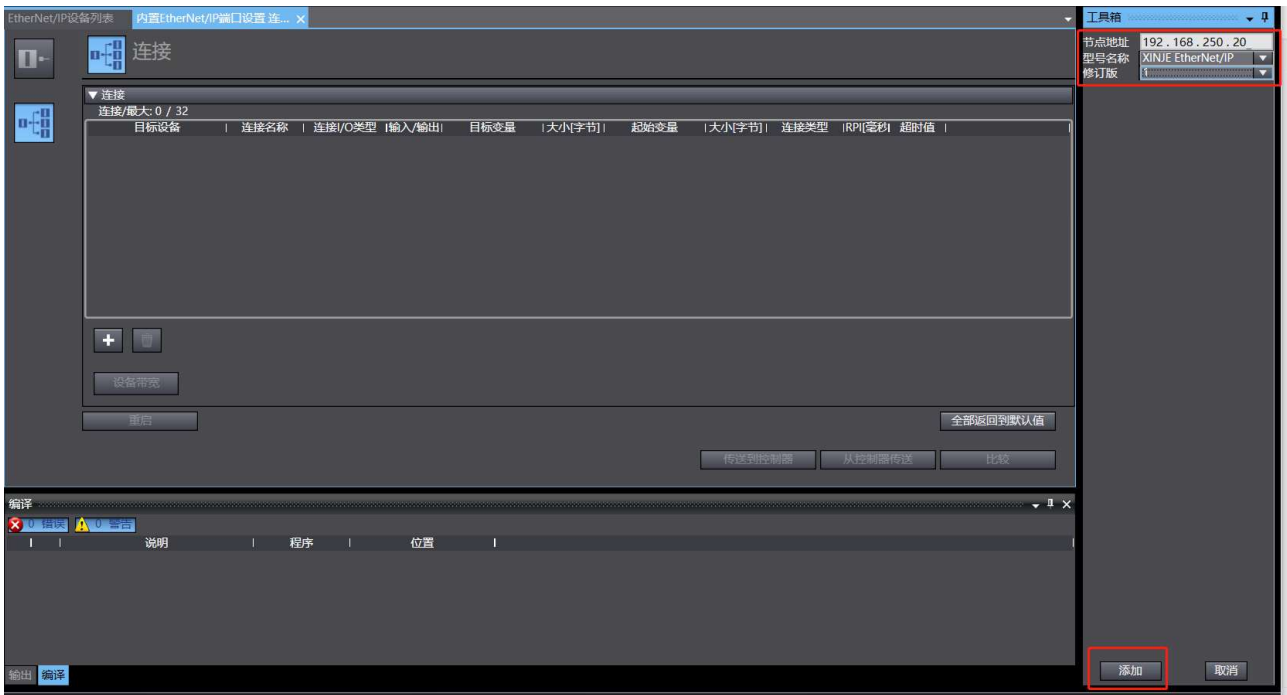 EtherNet/IP设备列表 内置EtherNet/IP端口设置 连...
工具箱
连接
节点地址 192 . 168 . 250 . 20
型号名称 XINJE EtherNet/IP
修订版 1
▼连接
连接/最大: 0 / 32
目标设备 | 连接名称 | 连接I/O类型 |输入/输出| 目标变量 |大小[字节]| 起始变量 |大小[字节]| 连接类型 |RPI[毫秒| 超时值 |
+
设备带宽
重启 全部返回到默认值
传送到控制器 从控制器传送 比较
编译
0 错误 0 警告
说明 | 程序 | 位置 |
添加 取消
输出 编译